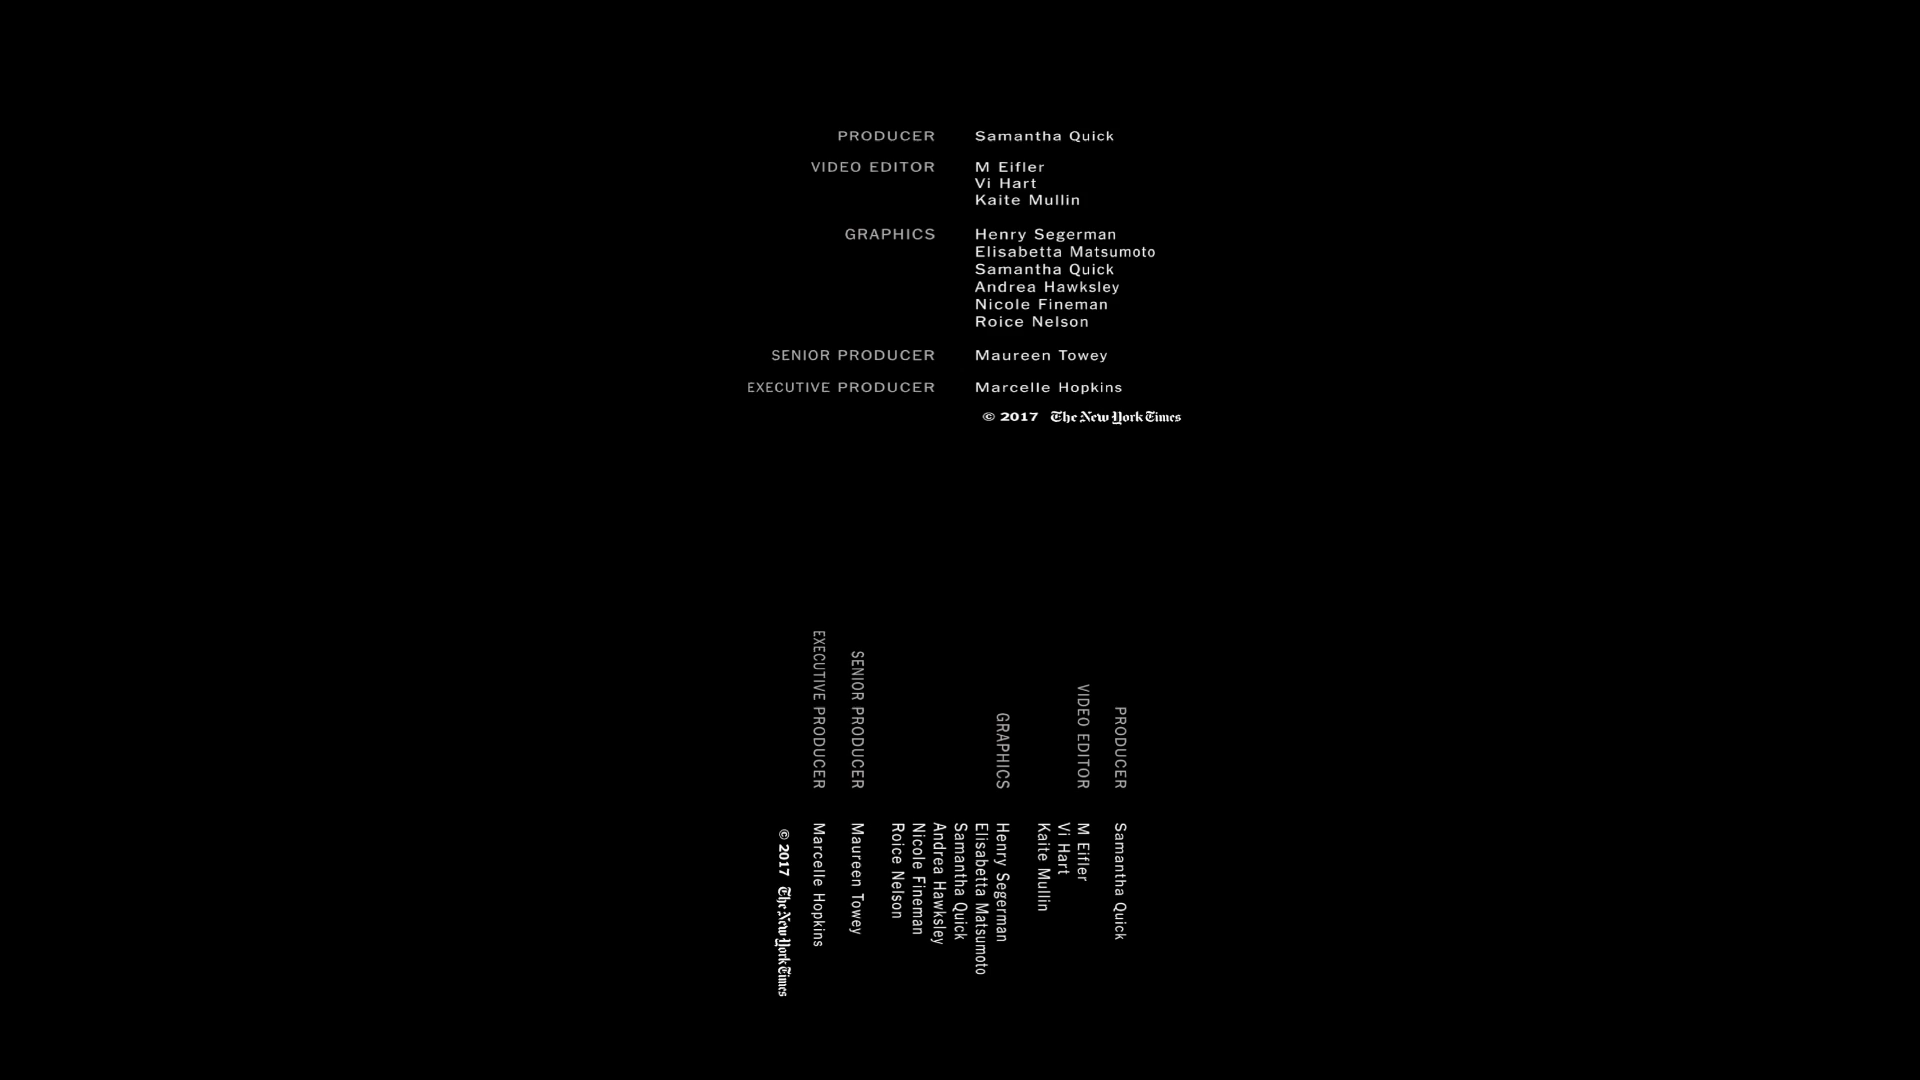 PRODUCER Samantha Quick
VIDEO EDITOR M Eifler
Vi Hart
Kaite Mullin
GRAPHICS Henry Segerman
Elisabetta Matsumoto
Samantha Quick
Andrea Hawksley
Nicole Fineman
Roice Nelson
SENIOR PRODUCER Maureen Towey
EXECUTIVE PRODUCER Marcelle Hopkins
© 2017 The New York Times
PRODUCER Samantha Quick
VIDEO EDITOR M Eifler
Vi Hart
Kaite Mullin
GRAPHICS Henry Segerman
Elisabetta Matsumoto
Samantha Quick
Andrea Hawksley
Nicole Fineman
Roice Nelson
SENIOR PRODUCER Maureen Towey
EXECUTIVE PRODUCER Marcelle Hopkins
© 2017 The New York Times